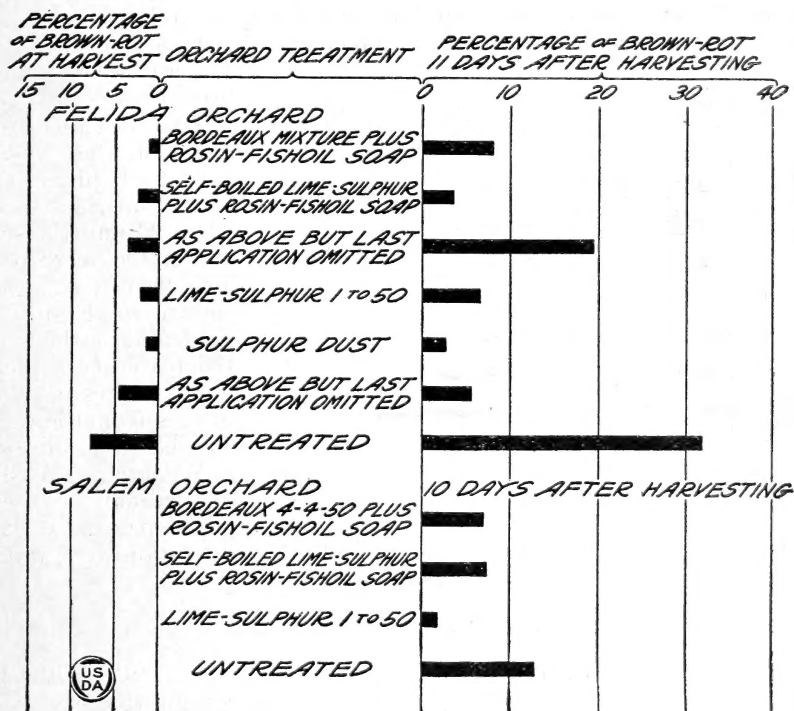 PERCENTAGE
OF BROWN-ROT
AT HARVEST
ORCHARD TREATMENT
PERCENTAGE OF BROWN-ROT
11 DAYS AFTER HARVESTING
15 10 5 0
0 10 20 30 40
FELIDA ORCHARD
BORDEAUX MIXTURE PLUS
ROSIN-FISHOIL SOAP
SELF-BOILED LIME-SULPHUR
PLUS ROSIN-FISHOIL SOAP
AS ABOVE BUT LAST
APPLICATION OMITTED
LIME-SULPHUR 1 TO 50
SULPHUR DUST
AS ABOVE BUT LAST
APPLICATION OMITTED
UNTREATED
SALEM ORCHARD
10 DAYS AFTER HARVESTING
BORDEAUX 4-4-50 PLUS
ROSIN-FISHOIL SOAP
SELF-BOILED LIME-SULPHUR
PLUS ROSIN-FISHOIL SOAP
LIME-SULPHUR 1 TO 50
UNTREATED
US
DA